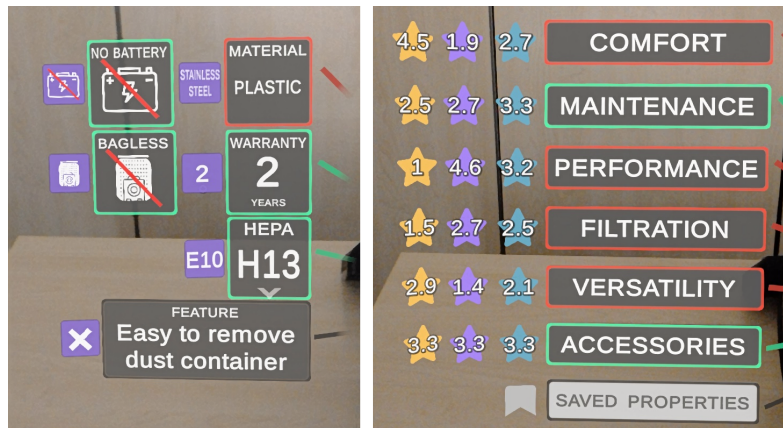 NO BATTERY
STAINLESS
STEEL
MATERIAL
PLASTIC
BAGLESS
2
WARRANTY
2
YEARS
E10
HEPA
H13
FEATURE
Easy to remove
dust container
4.5 1.9 2.7 COMFORT
2.5 2.7 3.3 MAINTENANCE
1 4.6 3.2 PERFORMANCE
1.5 2.7 2.5 FILTRATION
2.9 1.4 2.1 VERSATILITY
3.3 3.3 3.3 ACCESSORIES
SAVED PROPERTIES